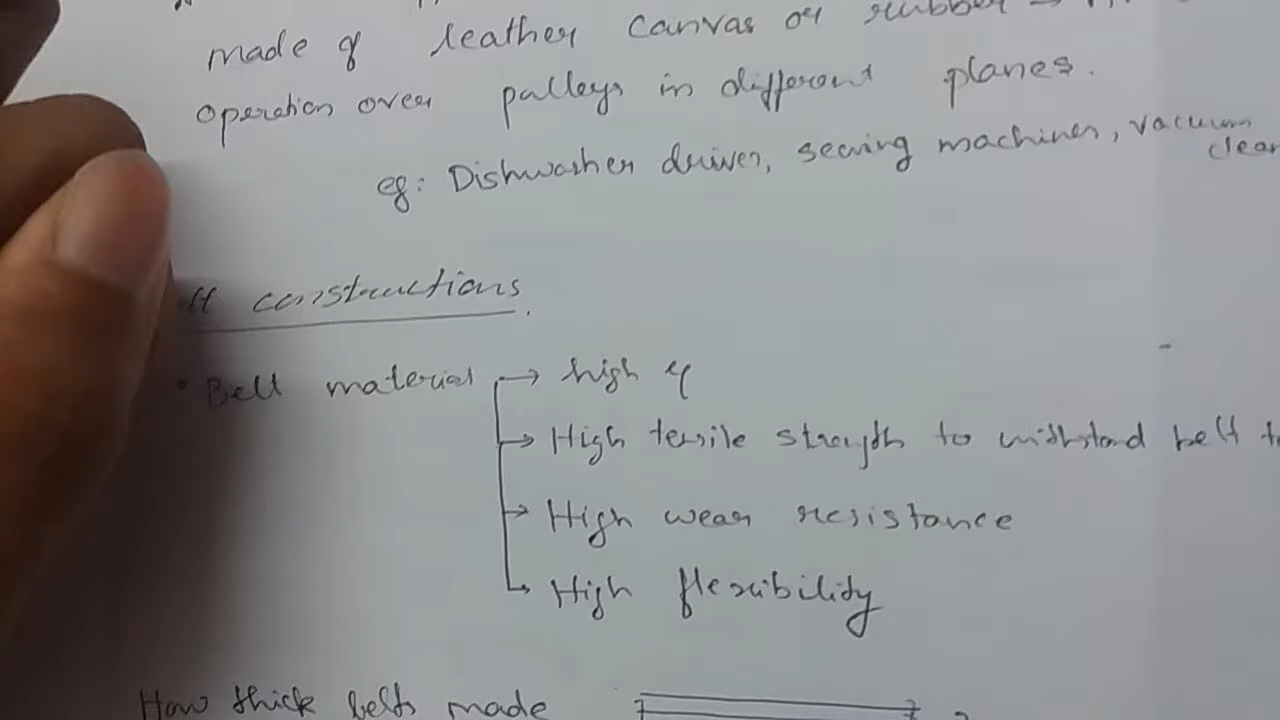 made of leather canvas or rubber →
operation over pulleys in different planes.
eg: Dishwasher drives, sewing machines, vacuum
clean
constructions.
• Belt material → high
→ High tensile strength to withstand belt
→ High wear resistance
→ High flexibility
How thick belts made